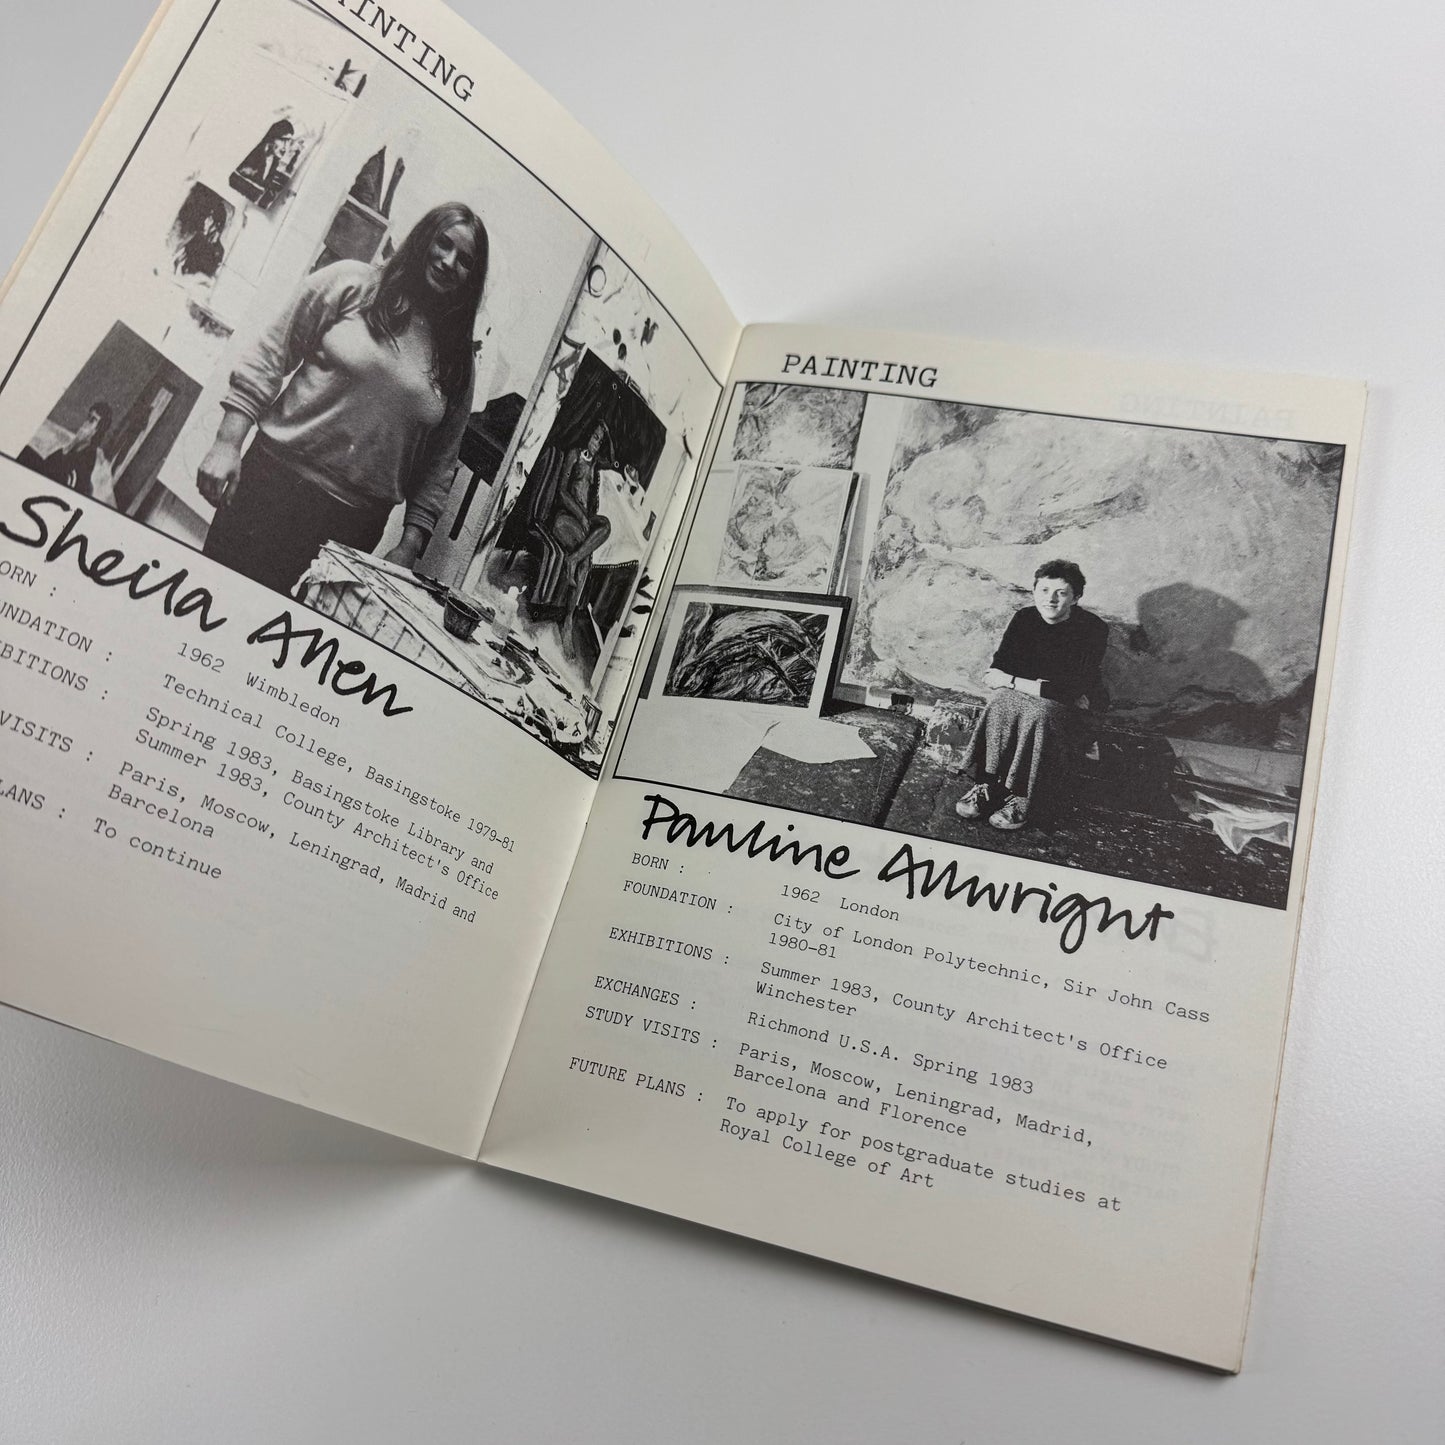 PAINTING
Sheila Allen
BORN : 1962 Wimbledon
FOUNDATION : Technical College, Basingstoke 1979-81
EXHIBITIONS : Spring 1983, Basingstoke Library and
Summer 1983, County Architect's Office
VISITS : Paris, Moscow, Leningrad, Madrid and
Barcelona
PLANS : To continue
PAINTING
Pauline Allwright
BORN : 1962 London
FOUNDATION : City of London Polytechnic, Sir John Cass
1980-81
EXHIBITIONS : Summer 1983, County Architect's Office
Winchester
EXCHANGES : Richmond U.S.A. Spring 1983
STUDY VISITS : Paris, Moscow, Leningrad, Madrid,
Barcelona and Florence
FUTURE PLANS : To apply for postgraduate studies at
Royal College of Art